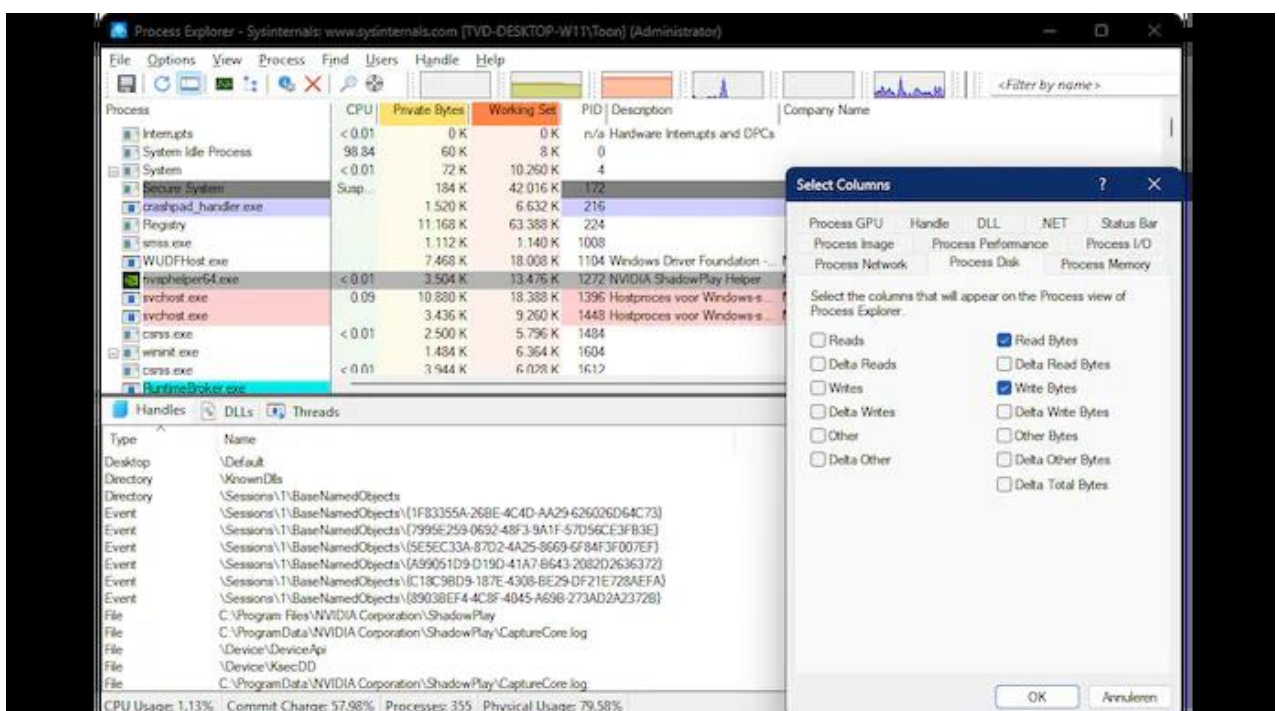 Process Explorer - Sysinternals: www.sysinternals.com [TVD-DESKTOP-W11\Toon] (Administrator)
File Options View Process Find Users Handle Help
<Filter by name>
Process CPU Private Bytes Working Set PID Description Company Name
Interrupts < 0.01 0 K 0 K n/a Hardware Interrupts and DPCs
System Idle Process 98.84 60 K 8 K 0
System < 0.01 72 K 10.260 K 4
Secure System Susp... 184 K 42.016 K 172
crashpad_handler.exe 1.520 K 6.632 K 216
Registry 11.168 K 63.388 K 224
smss.exe 1.112 K 1.140 K 1008
WUDFHost.exe 7.468 K 18.008 K 1104 Windows Driver Foundation - ...
nvsphelper64.exe < 0.01 3.504 K 13.476 K 1272 NVIDIA ShadowPlay Helper
svchost.exe 0.09 10.880 K 18.388 K 1396 Hostproces voor Windows-s...
svchost.exe 3.436 K 9.260 K 1448 Hostproces voor Windows-s...
csrss.exe < 0.01 2.500 K 5.796 K 1484
wininit.exe 1.484 K 6.364 K 1604
csrss.exe < 0.01 3.944 K 6.028 K 1612
RuntimeBroker.exe
Handles DLLs Threads
Type Name
Desktop \Default
Directory \KnownDlls
Directory \Sessions\1\BaseNamedObjects
Event \Sessions\1\BaseNamedObjects\{1F83355A-26BE-4C4D-AA29-626026D64C73}
Event \Sessions\1\BaseNamedObjects\{7995E259-0692-48F3-9A1F-57D56CE3FB3E}
Event \Sessions\1\BaseNamedObjects\{5E5EC33A-87D2-4A25-8669-6F84F3F007EF}
Event \Sessions\1\BaseNamedObjects\{A99051D9-D19D-41A7-B643-2082D2636372}
Event \Sessions\1\BaseNamedObjects\{C18C9BD9-187E-4308-BE29-DF21E728AEFA}
Event \Sessions\1\BaseNamedObjects\{8903BEF4-4C8F-4045-A69B-273AD2A2372B}
File C:\Program Files\NVIDIA Corporation\ShadowPlay
File C:\ProgramData\NVIDIA Corporation\ShadowPlay\CaptureCore.log
File \Device\DeviceApi
File \Device\KsecDD
File C:\ProgramData\NVIDIA Corporation\ShadowPlay\CaptureCore.log
CPU Usage: 1.13% Commit Charge: 57.98% Processes: 355 Physical Usage: 79.58%
Select Columns ?
Process GPU Handle DLL .NET Status Bar
Process Image Process Performance Process I/O
Process Network Process Disk Process Memory
Select the columns that will appear on the Process view of
Process Explorer.
Reads Read Bytes
Delta Reads Delta Read Bytes
Writes Write Bytes
Delta Writes Delta Write Bytes
Other Other Bytes
Delta Other Delta Other Bytes
Delta Total Bytes
OK Annuleren